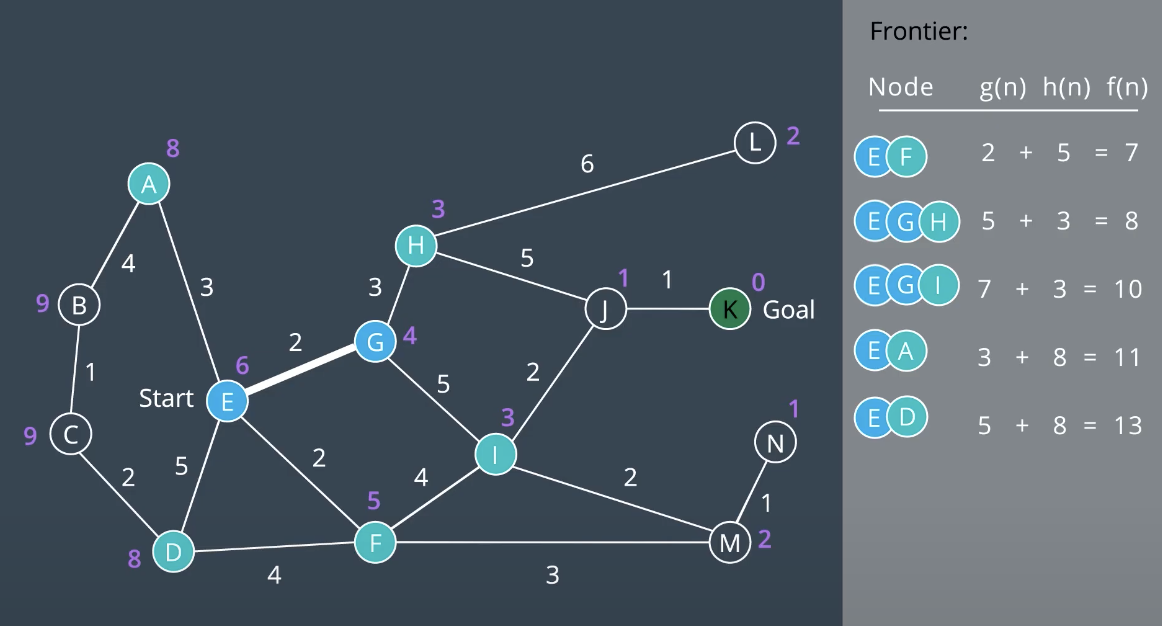 Frontier:
Node g(n) h(n) f(n)
E F 2 + 5 = 7
E G H 5 + 3 = 8
E G I 7 + 3 = 10
E A 3 + 8 = 11
E D 5 + 8 = 13
L 2
6
8
A
3
H
5
4
3
3
1 1 0
9 B
J K Goal
2 G 4
1
6
5 2
Start E
3
1
9 C
N
I
2 5 2 4 2
5
1
8 D F M 2
4 3